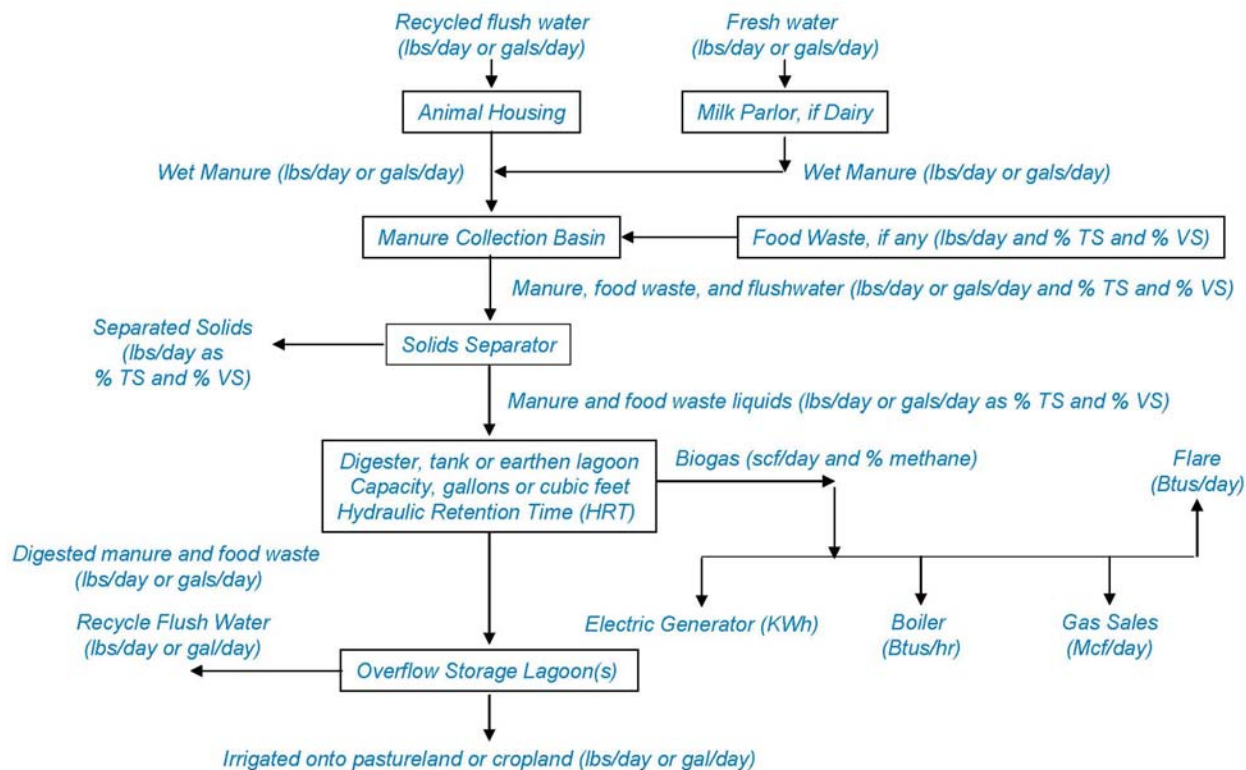 Recycled flush water
(lbs/day or gals/day)
Fresh water
(lbs/day or gals/day)
Animal Housing
Milk Parlor, if Dairy
Wet Manure (lbs/day or gals/day)
Wet Manure (lbs/day or gals/day)
Manure Collection Basin
Food Waste, if any (lbs/day and % TS and % VS)
Manure, food waste, and flushwater (lbs/day or gals/day and % TS and % VS)
Separated Solids
(lbs/day as
% TS and % VS)
Solids Separator
Manure and food waste liquids (lbs/day or gals/day as % TS and % VS)
Digester, tank or earthen lagoon
Capacity, gallons or cubic feet
Hydraulic Retention Time (HRT)
Biogas (scf/day and % methane)
Flare
(Btus/day)
Digested manure and food waste
(lbs/day or gals/day)
Electric Generator (KWh)
Boiler
(Btus/hr)
Gas Sales
(Mcf/day)
Recycle Flush Water
(lbs/day or gal/day)
Overflow Storage Lagoon(s)
Irrigated onto pastureland or cropland (lbs/day or gal/day)